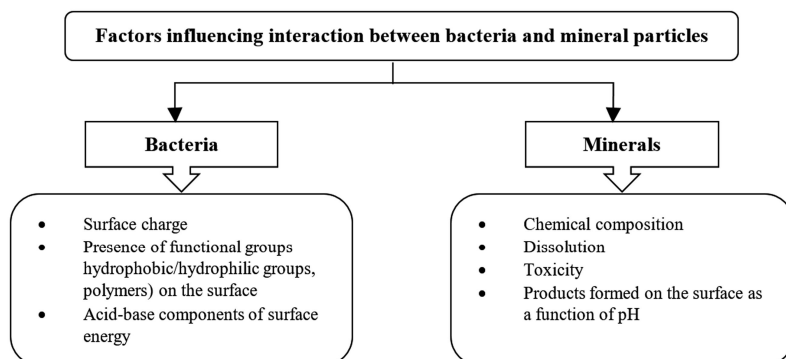 Factors influencing interaction between bacteria and mineral particles
Bacteria
• Surface charge
• Presence of functional groups
hydrophobic/hydrophilic groups,
polymers) on the surface
• Acid-base components of surface
energy
Minerals
• Chemical composition
• Dissolution
• Toxicity
• Products formed on the surface as
a function of pH